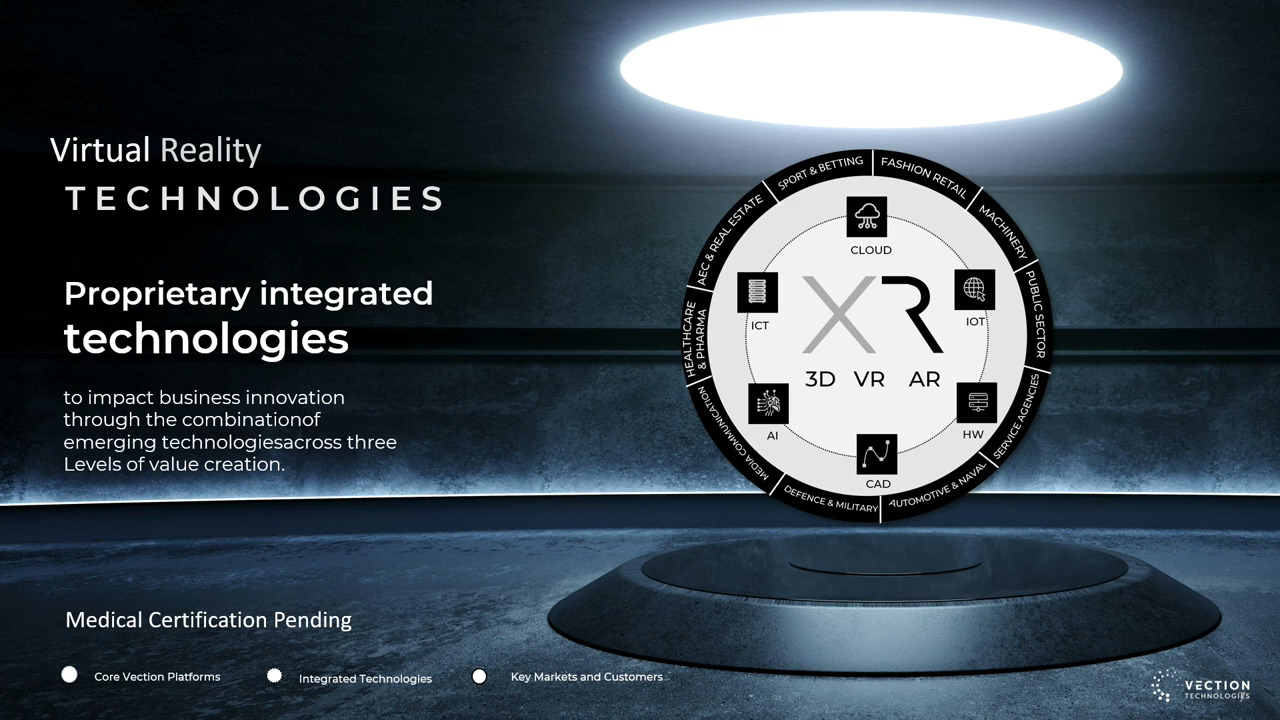 Virtual Reality
TECHNOLOGIES
Proprietary integrated
technologies
to impact business innovation
through the combinationof
emerging technologiesacross three
Levels of value creation.
Medical Certification Pending
Core Vection Platforms
Integrated Technologies
Key Markets and Customers
SPORT & BETTING
FASHION RETAIL
MACHINERY
PUBLIC SECTOR
SERVICE AGENCIES
AUTOMOTIVE & NAVAL
DEFENCE & MILITARY
MEDIA COMMUNICATION
HEALTHCARE
& PHARMA
AEC & REAL ESTATE
CLOUD
ICT
IOT
XR
3D VR AR
AI
HW
CAD
VECTION
TECHNOLOGIES